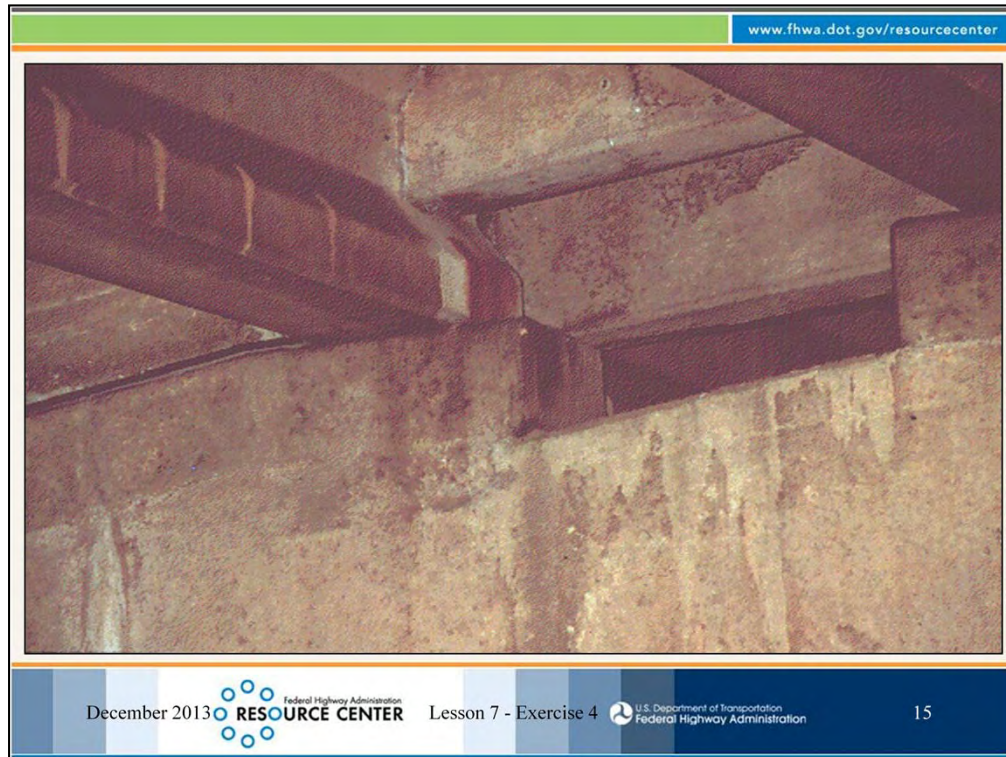 www.fhwa.dot.gov/resourcecenter
December 2013
Federal Highway Administration
RESOURCE CENTER
Lesson 7 - Exercise 4
U.S. Department of Transportation
Federal Highway Administration
15